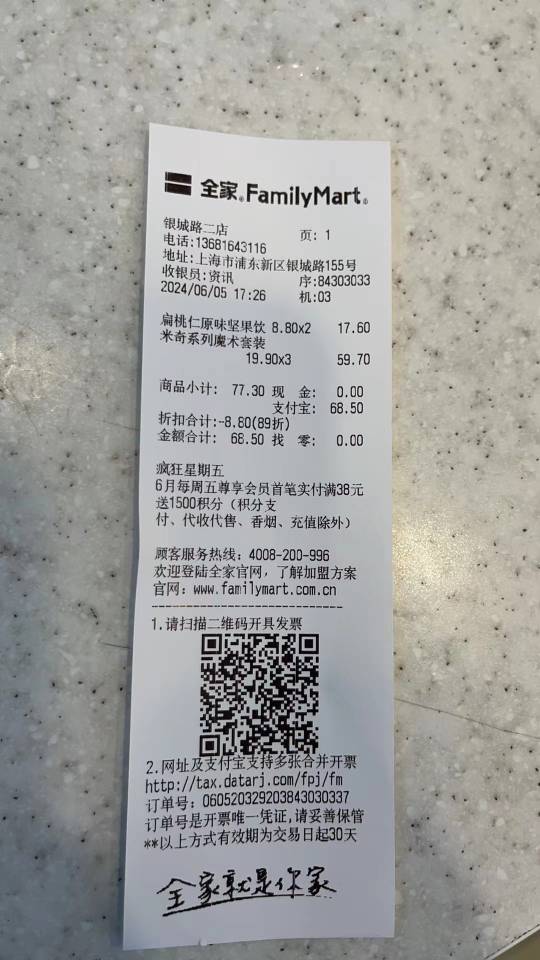 全家®FamilyMart®
银城路二店 页: 1
电话:13681643116
地址:上海市浦东新区银城路155号
收银员:资讯 序:84303033
2024/06/05 17:26 机:03
扁桃仁原味坚果饮 8.80x2 17.60
米奇系列魔术套装
19.90x3 59.70
商品小计: 77.30 现 金: 0.00
支付宝: 68.50
折扣合计:-8.80(89折)
金额合计: 68.50 找 零: 0.00
疯狂星期五
6月每周五尊享会员首笔实付满38元
送1500积分（积分支
付、代收代售、香烟、充值除外）
顾客服务热线: 4008-200-996
欢迎登陆全家官网，了解加盟方案
官网: www.familymart.com.cn
--------------------------------
1.请扫描二维码开具发票
2.网址及支付宝支持多张合并开票
http://tax.datarj.com/fpj/fm
订单号: 060520329203843030337
订单号是开票唯一凭证,请妥善保管
**以上方式有效期为交易日起30天
全家就是你家